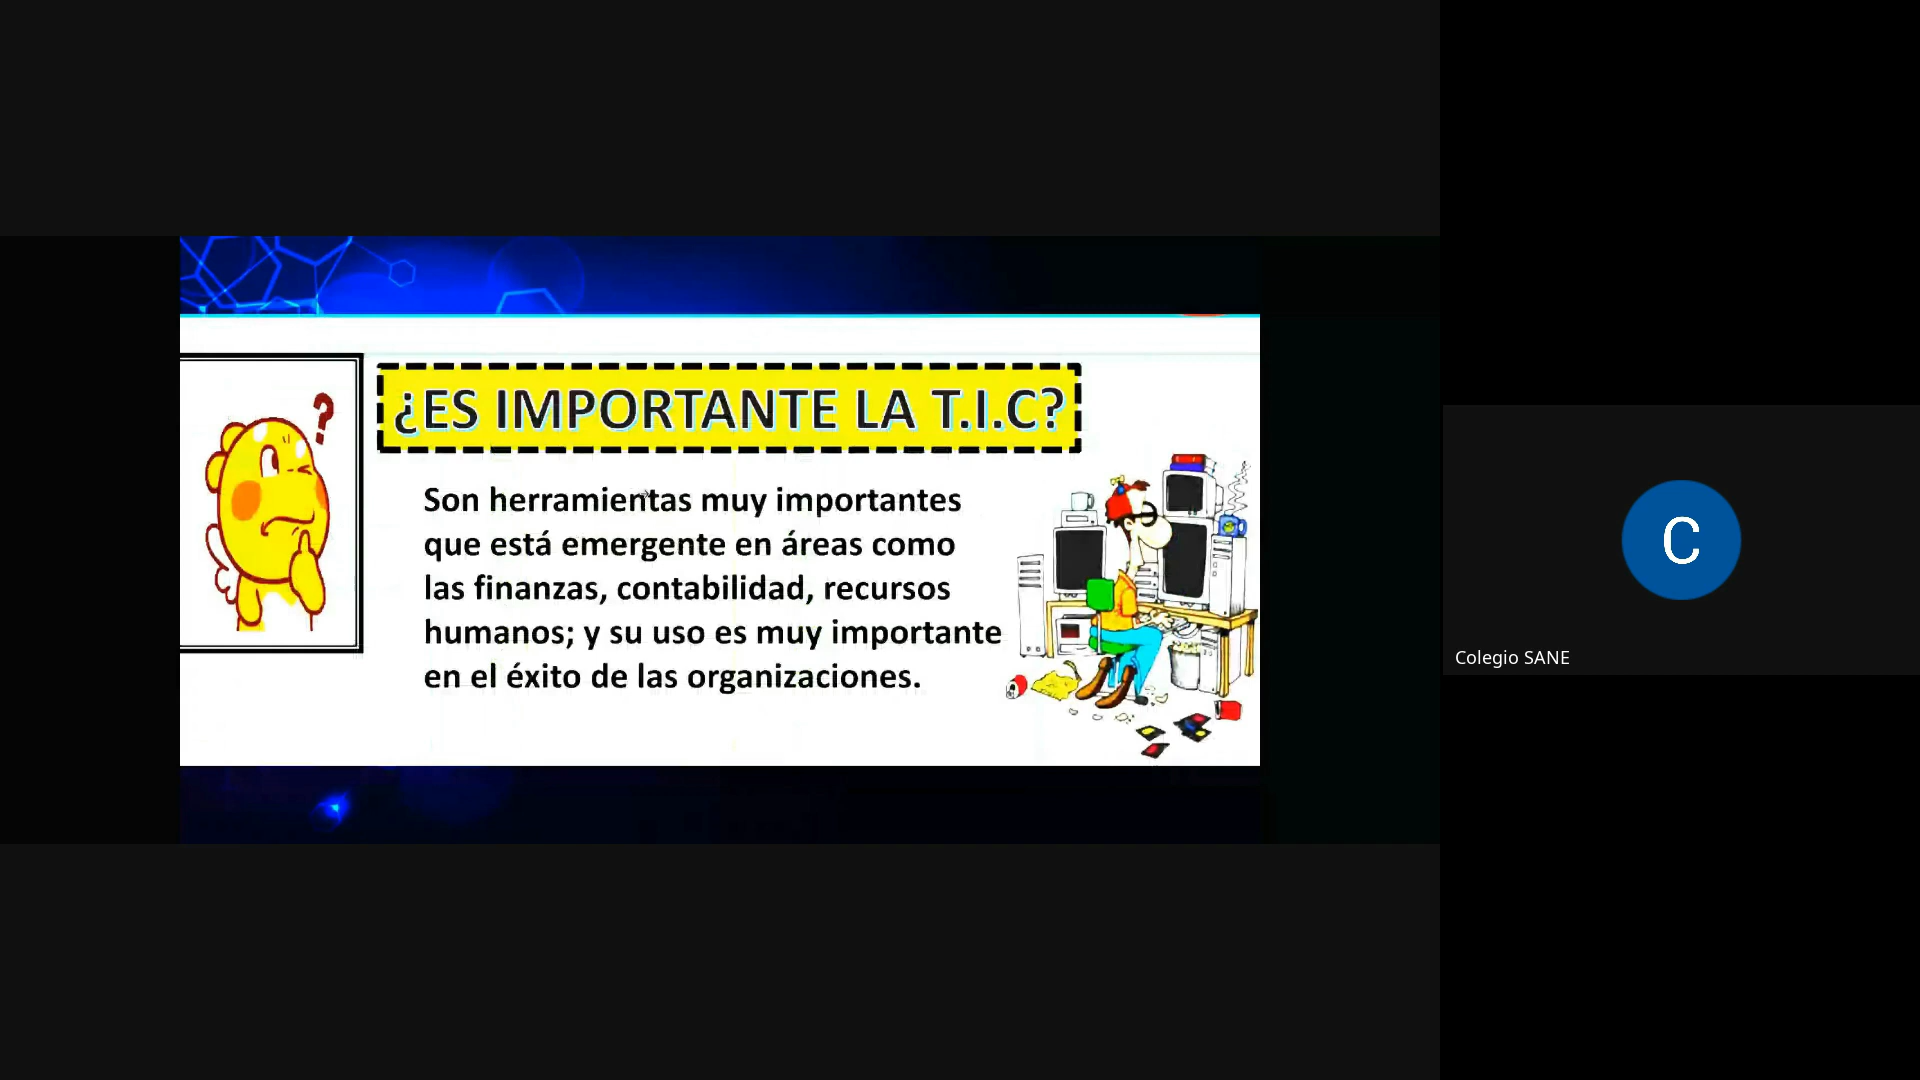 ¿ES IMPORTANTE LA T.I.C?
?
Son herramientas muy importantes
que está emergente en áreas como
las finanzas, contabilidad, recursos
humanos; y su uso es muy importante
en el éxito de las organizaciones.
C
Colegio SANE